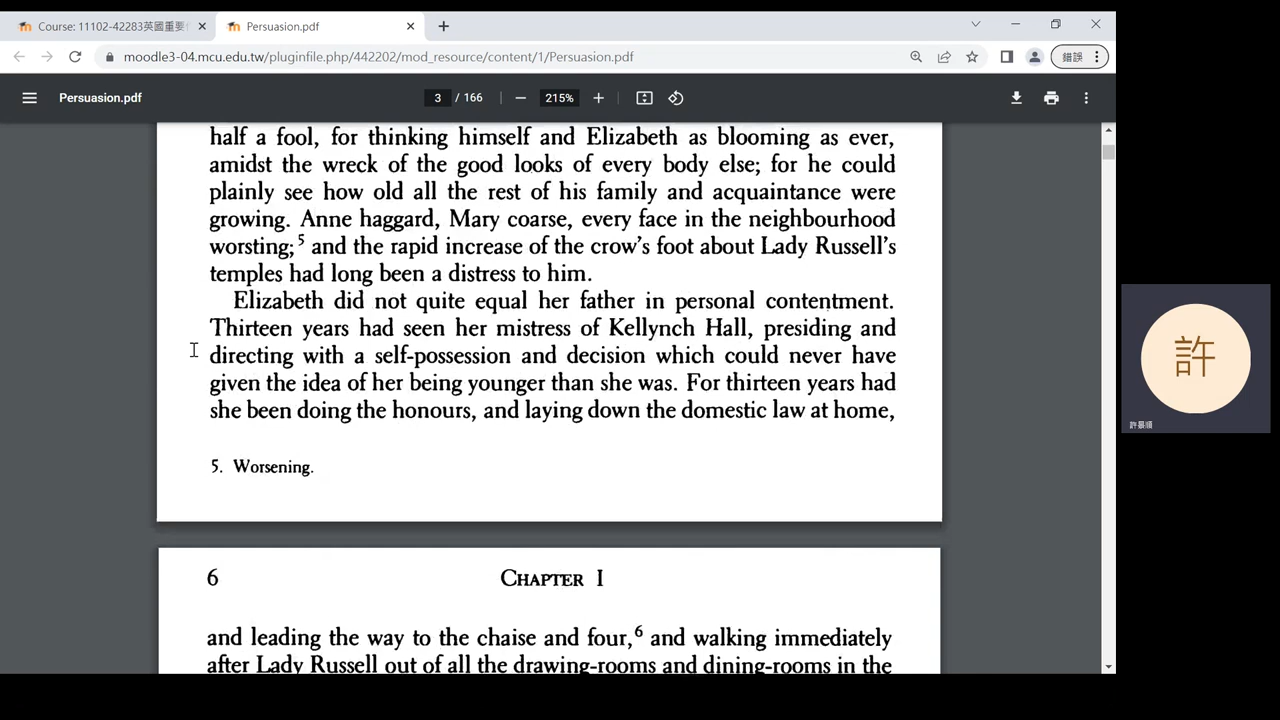 Course: 11102-42283英國重要
Persuasion.pdf
moodle3-04.mcu.edu.tw/pluginfile.php/442202/mod_resource/content/1/Persuasion.pdf
錯誤
Persuasion.pdf
3 / 166
215%
half a fool, for thinking himself and Elizabeth as blooming as ever,
amidst the wreck of the good looks of every body else; for he could
plainly see how old all the rest of his family and acquaintance were
growing. Anne haggard, Mary coarse, every face in the neighbourhood
worsting;5 and the rapid increase of the crow's foot about Lady Russell's
temples had long been a distress to him.
Elizabeth did not quite equal her father in personal contentment.
Thirteen years had seen her mistress of Kellynch Hall, presiding and
directing with a self-possession and decision which could never have
given the idea of her being younger than she was. For thirteen years had
she been doing the honours, and laying down the domestic law at home,
5. Worsening.
6 CHAPTER I
and leading the way to the chaise and four,6 and walking immediately
after Lady Russell out of all the drawing-rooms and dining-rooms in the
許
許景順